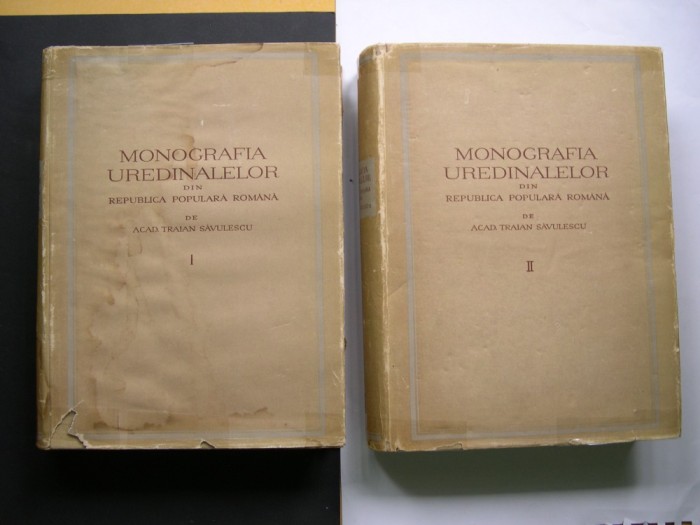 MONOGRAFIA
UREDINALELOR
DIN
REPUBLICA POPULARĂ ROMÂNĂ
DE
ACAD. TRAIAN SĂVULESCU
I
MONOGRAFIA
UREDINALELOR
DIN
REPUBLICA POPULARĂ ROMÂNĂ
DE
ACAD. TRAIAN SĂVULESCU
II